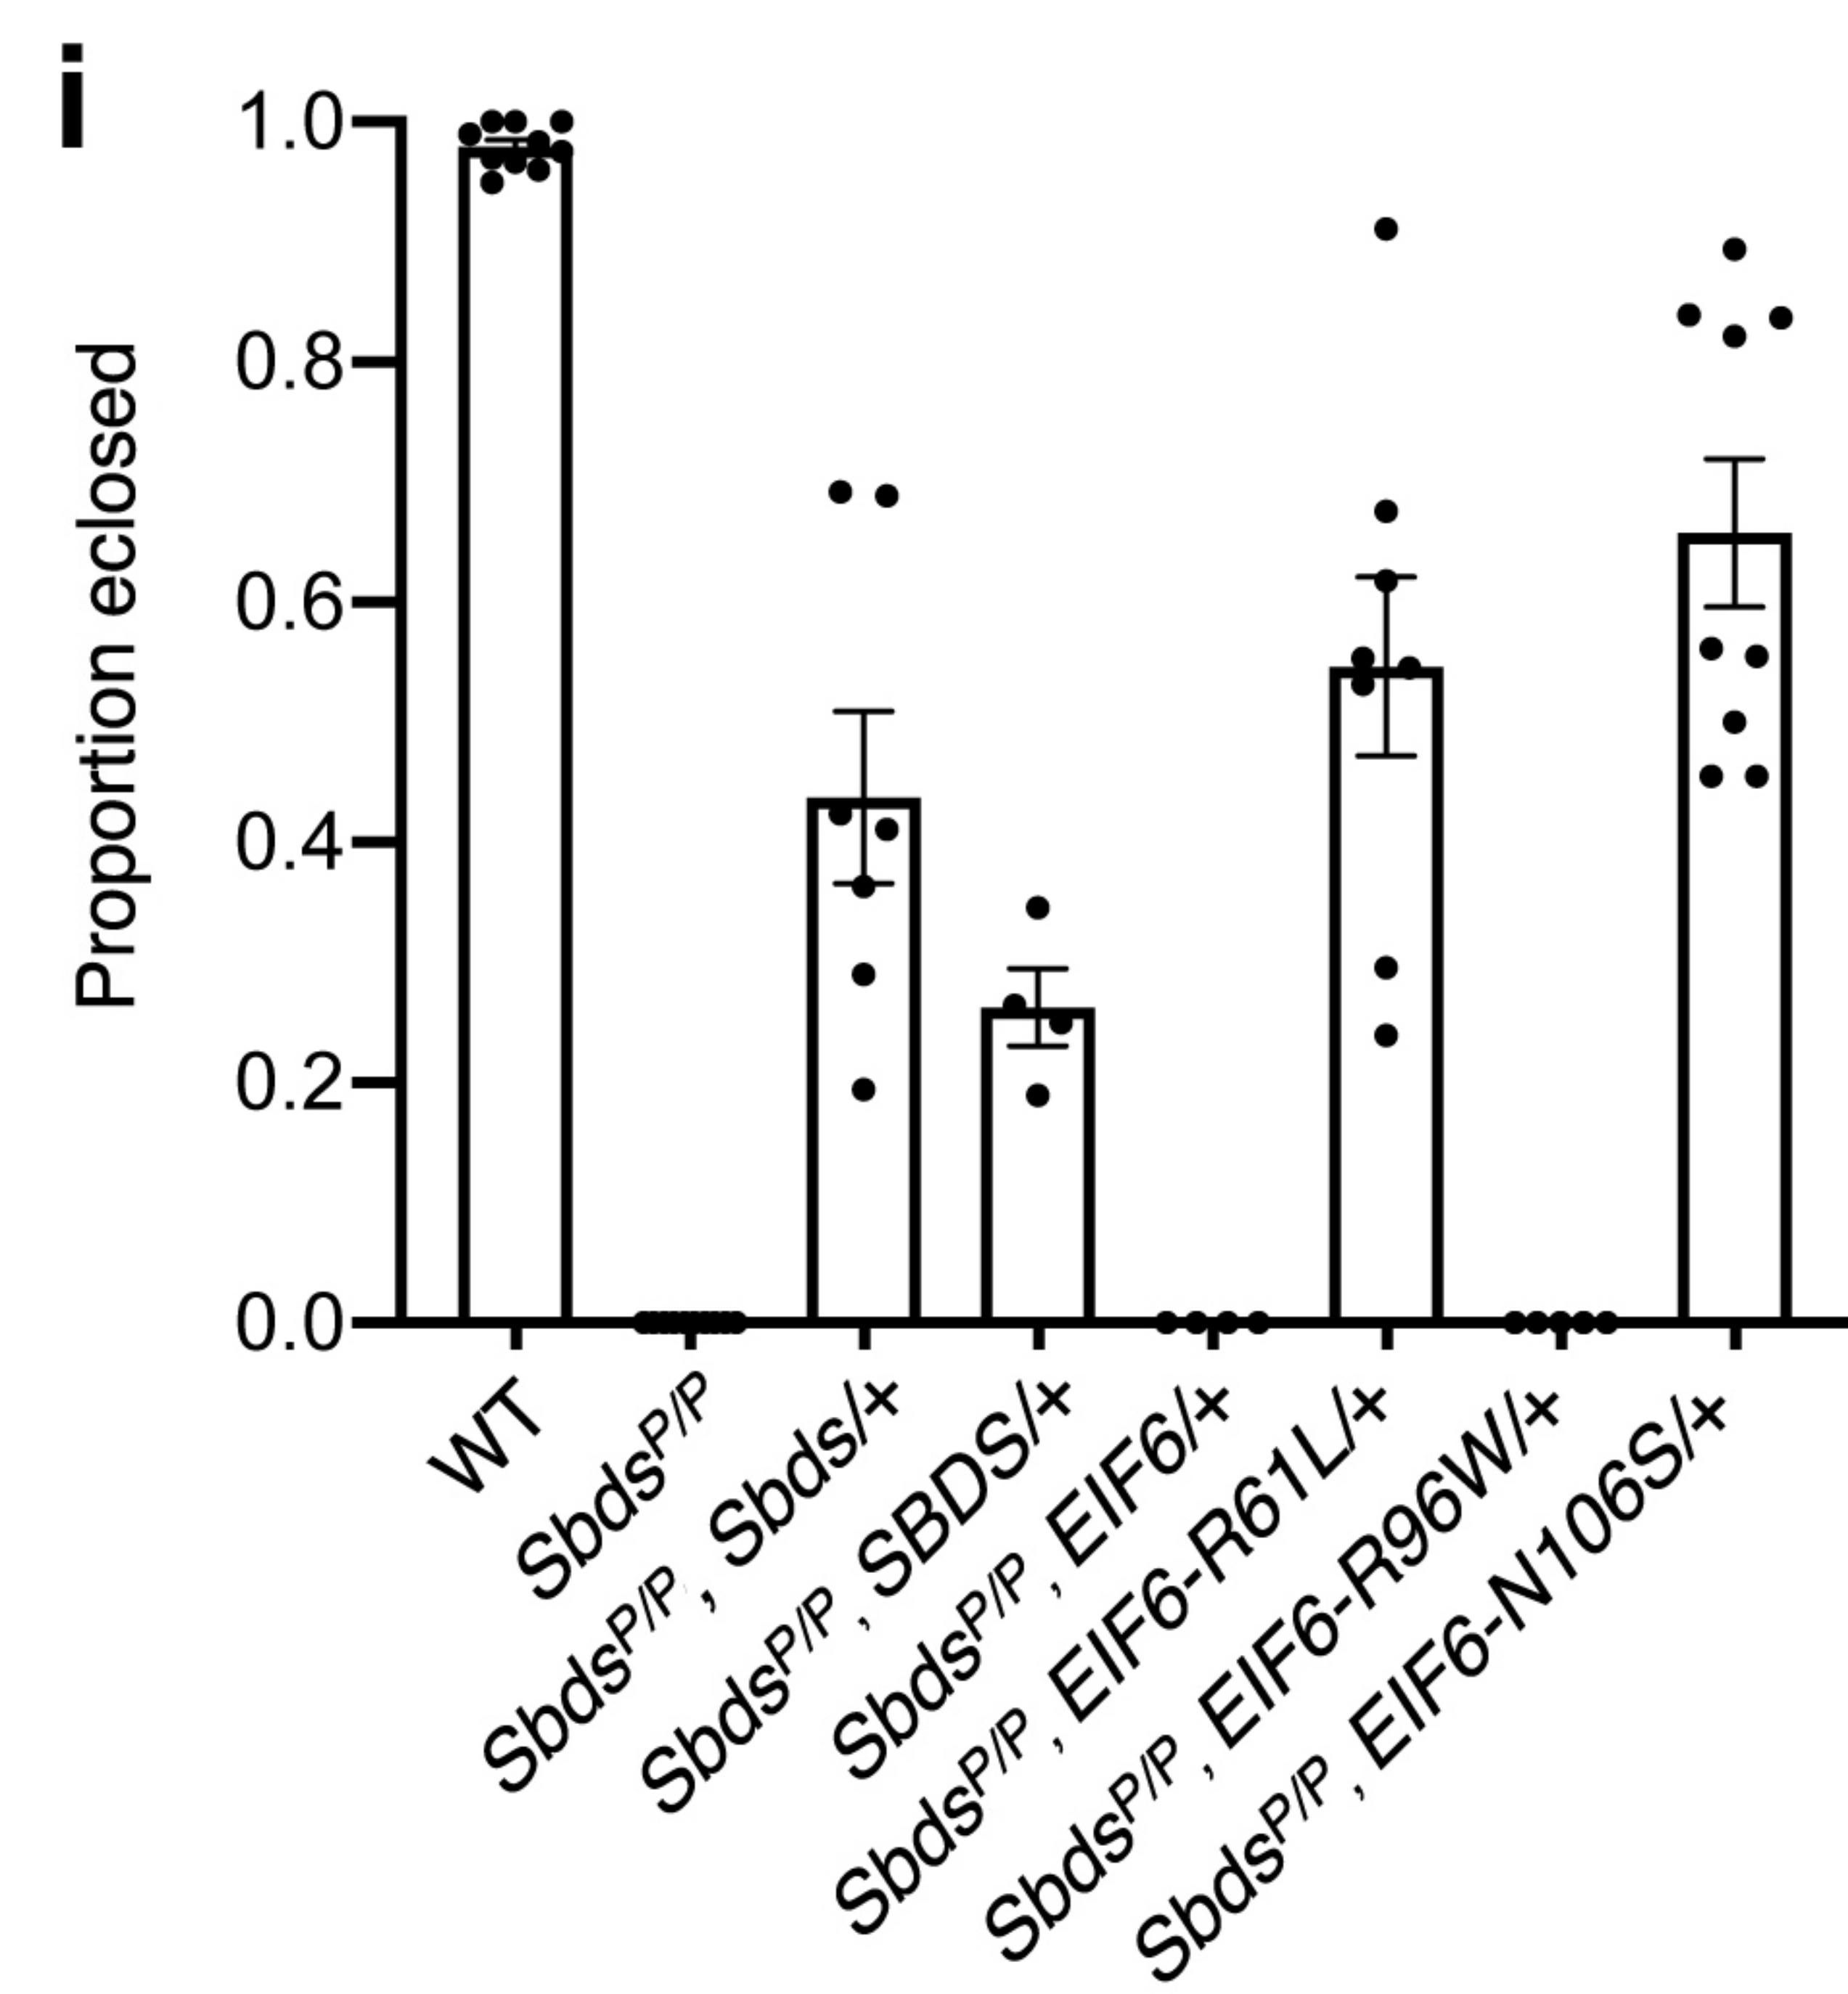 i
Proportion eclosed
1.0
0.8
0.6
0.4
0.2
0.0
WT
Sbds^P/P
Sbds^P/P, Sbds/+
Sbds^P/P, SBDS/+
Sbds^P/P, EIF6/+
Sbds^P/P, EIF6-R61L/+
Sbds^P/P, EIF6-R96W/+
Sbds^P/P, EIF6-N106S/+